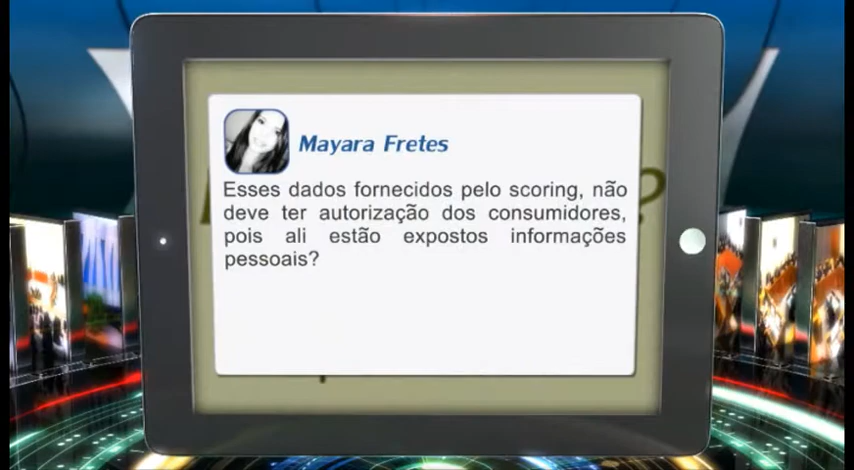 Mayara Fretes
Esses dados fornecidos pelo scoring, não
deve ter autorização dos consumidores,
pois ali estão expostos informações
pessoais?
?